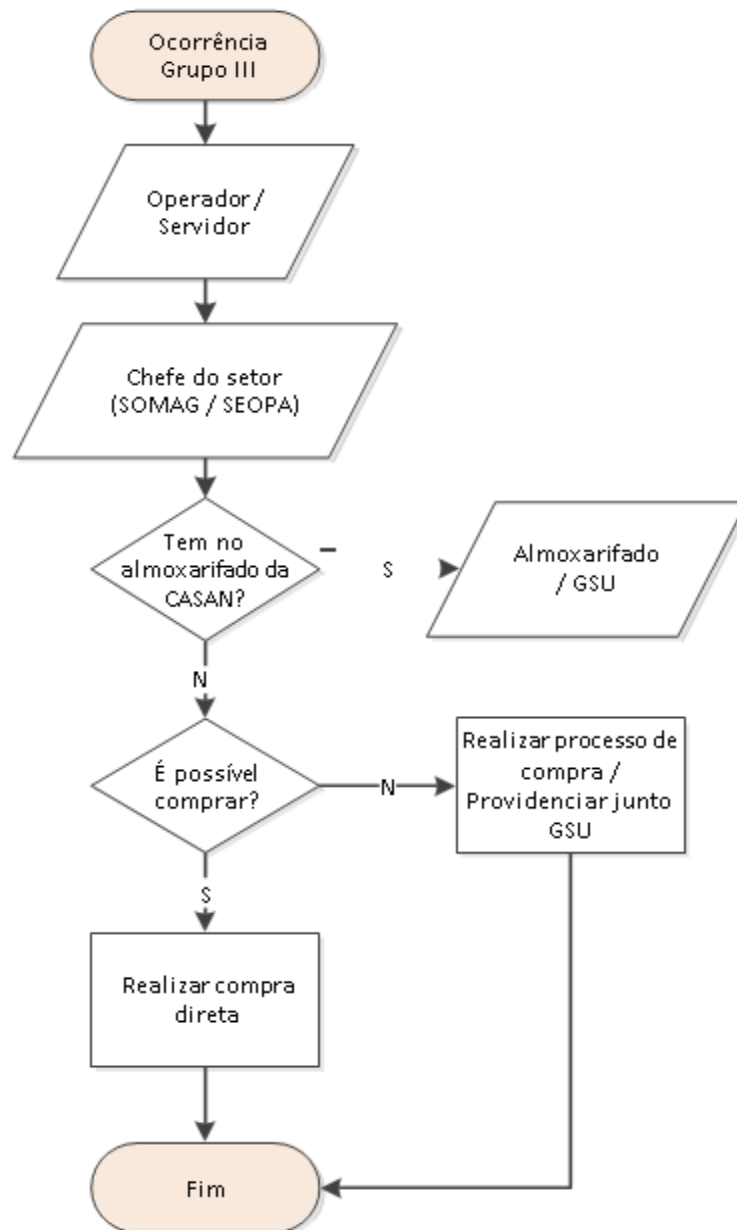 Ocorrência
Grupo III
Operador /
Servidor
Chefe do setor
(SOMAG / SEOPA)
Tem no
almoxarifado da
CASAN?
S
Almoxarifado
/ GSU
N
É possível
comprar?
N
Realizar processo de
compra /
Providenciar junto
GSU
S
Realizar compra
direta
Fim